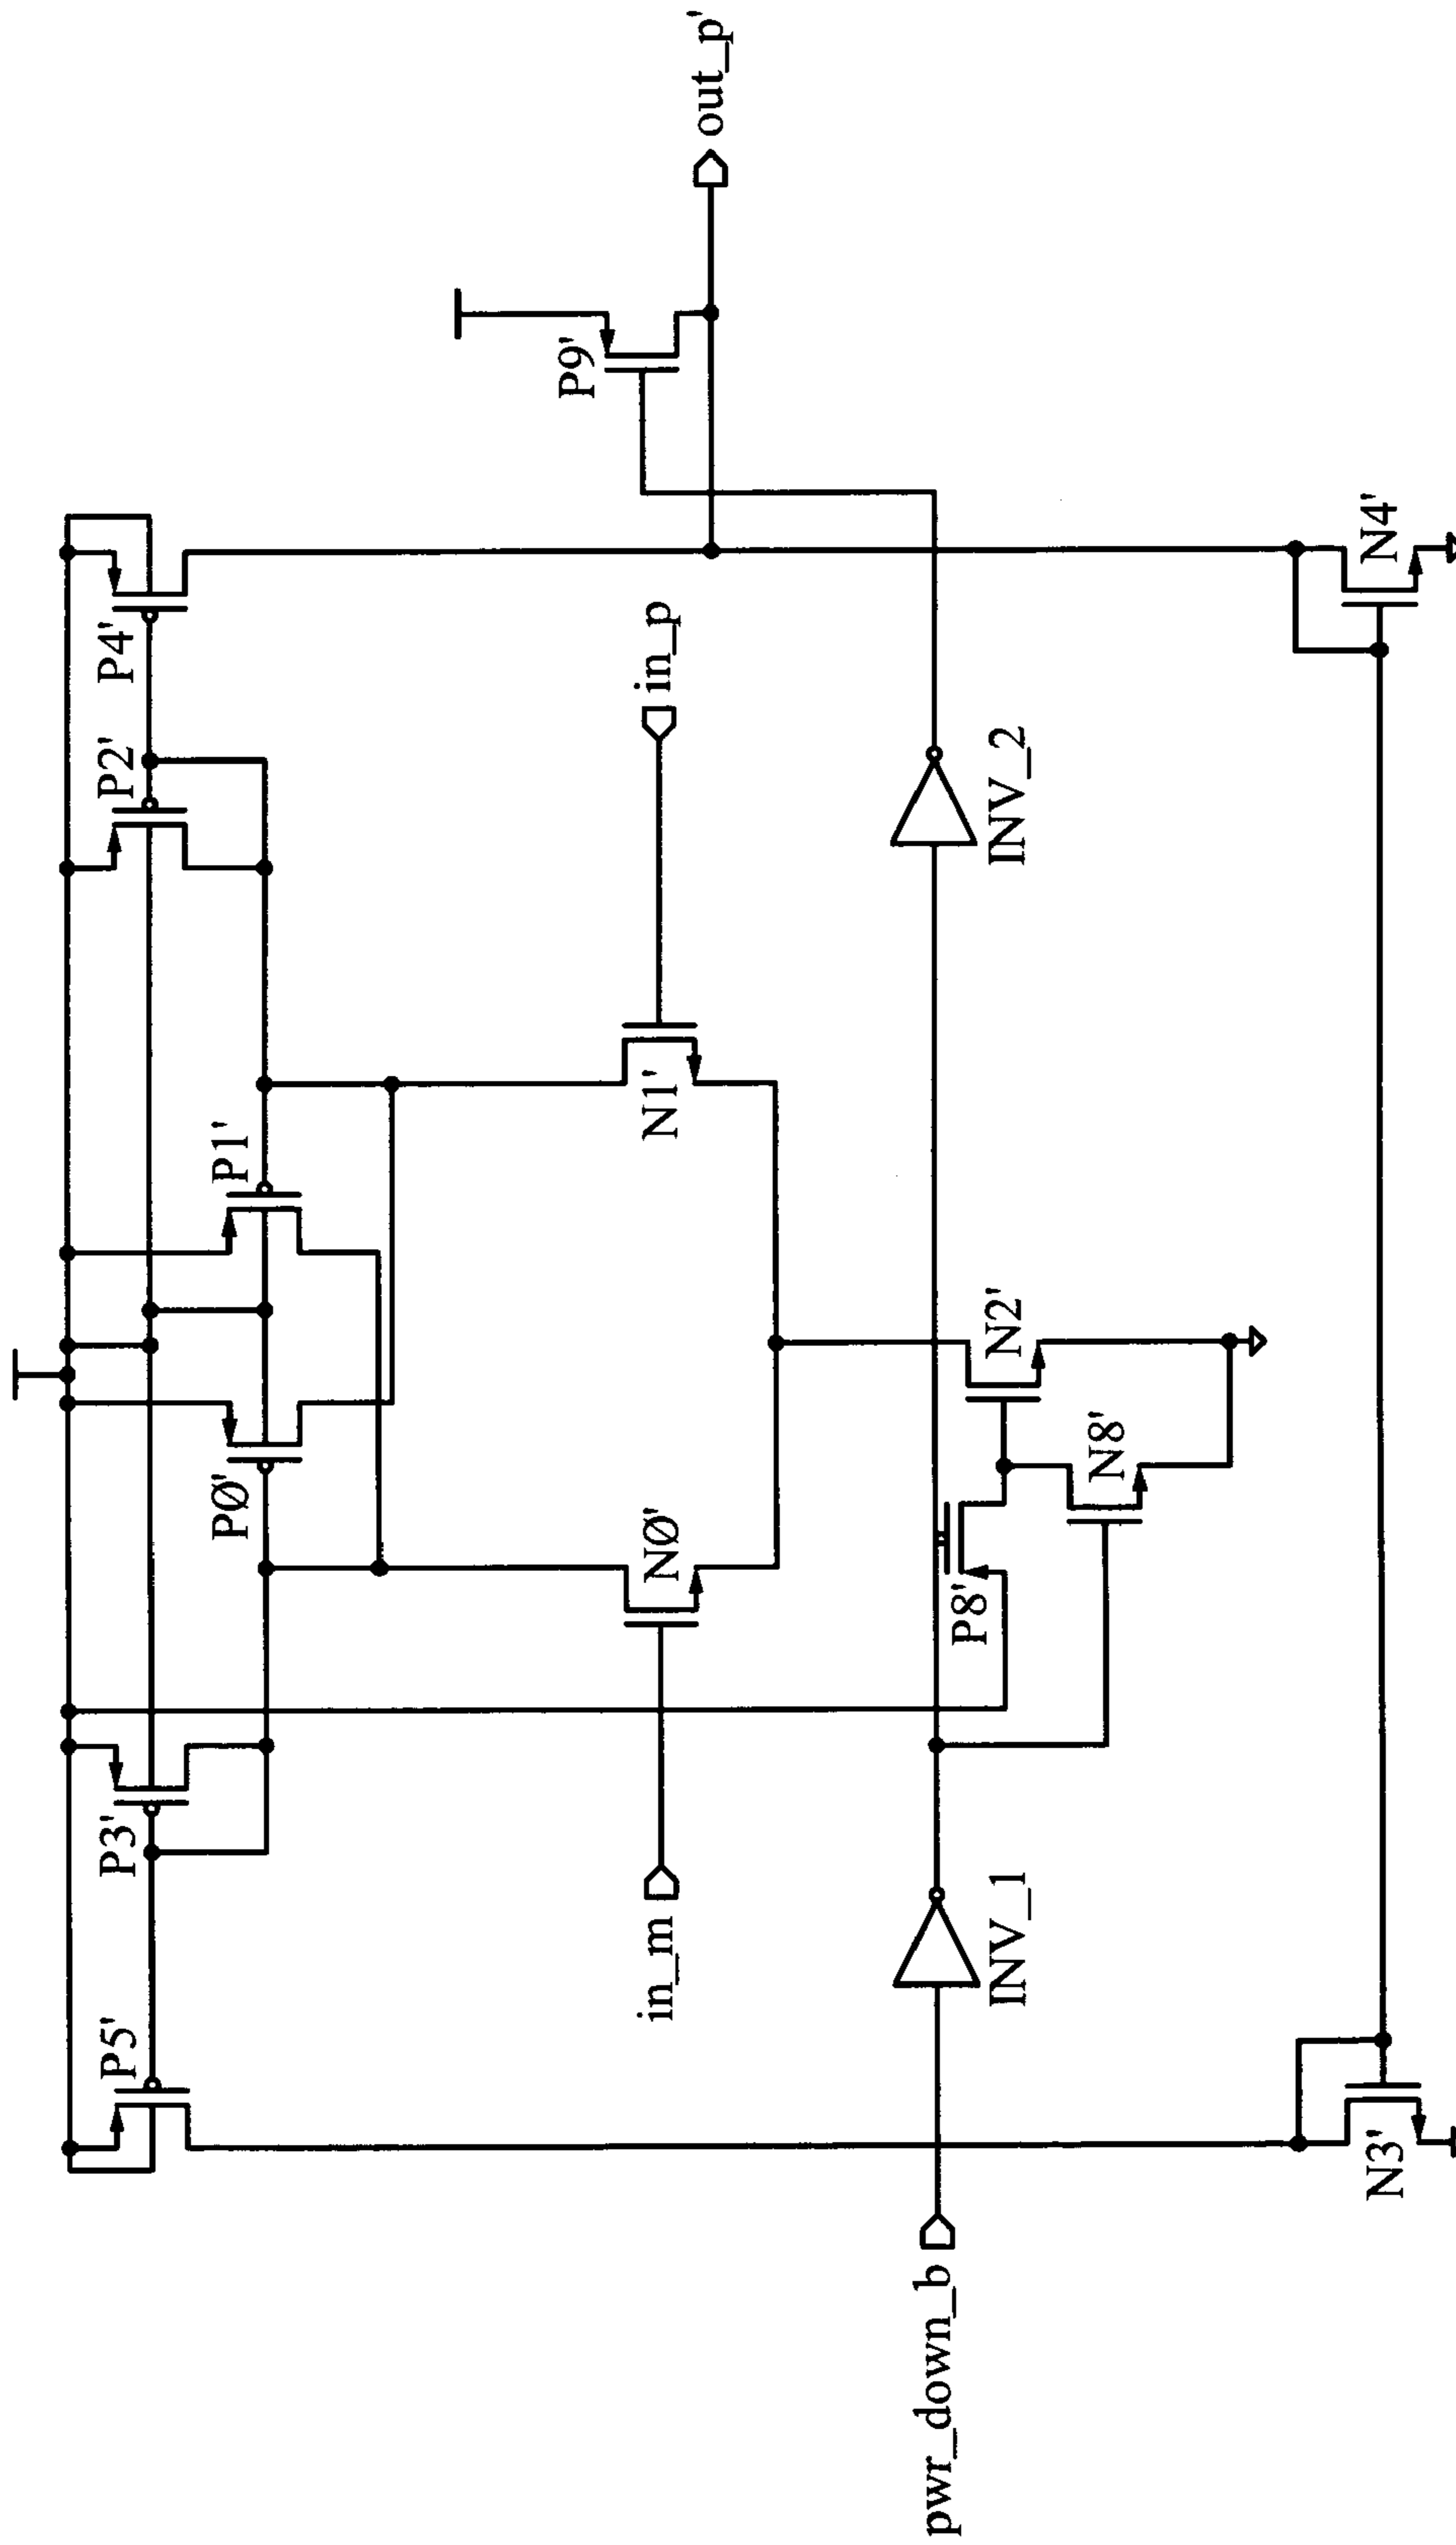 P5'
P3'
PØ'
P1'
P2'
P4'
in_m
NØ'
N1'
in_p
P9'
out_p'
pwr_down_b
INV_1
P8'
N8'
N2'
INV_2
N3'
N4'